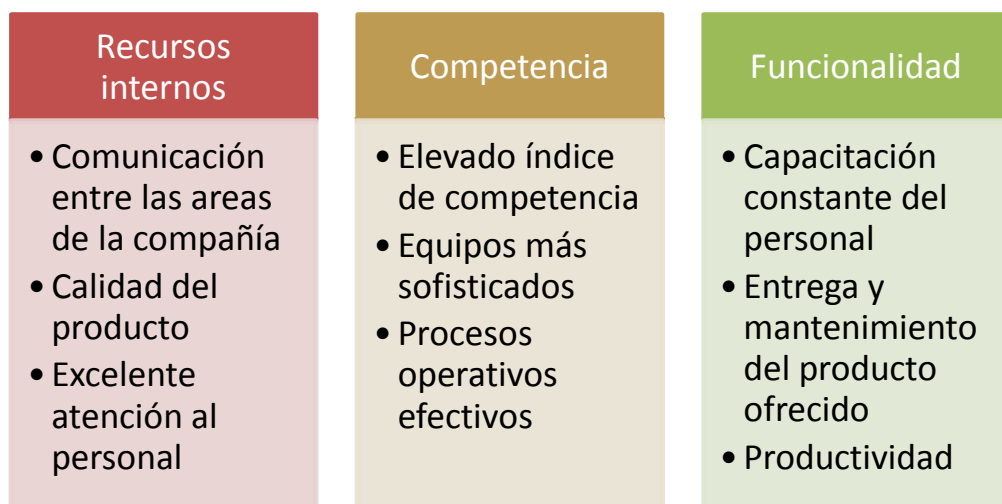 Recursos
internos
• Comunicación
entre las areas
de la compañía
• Calidad del
producto
• Excelente
atención al
personal
Competencia
• Elevado índice
de competencia
• Equipos más
sofisticados
• Procesos
operativos
efectivos
Funcionalidad
• Capacitación
constante del
personal
• Entrega y
mantenimiento
del producto
ofrecido
• Productividad